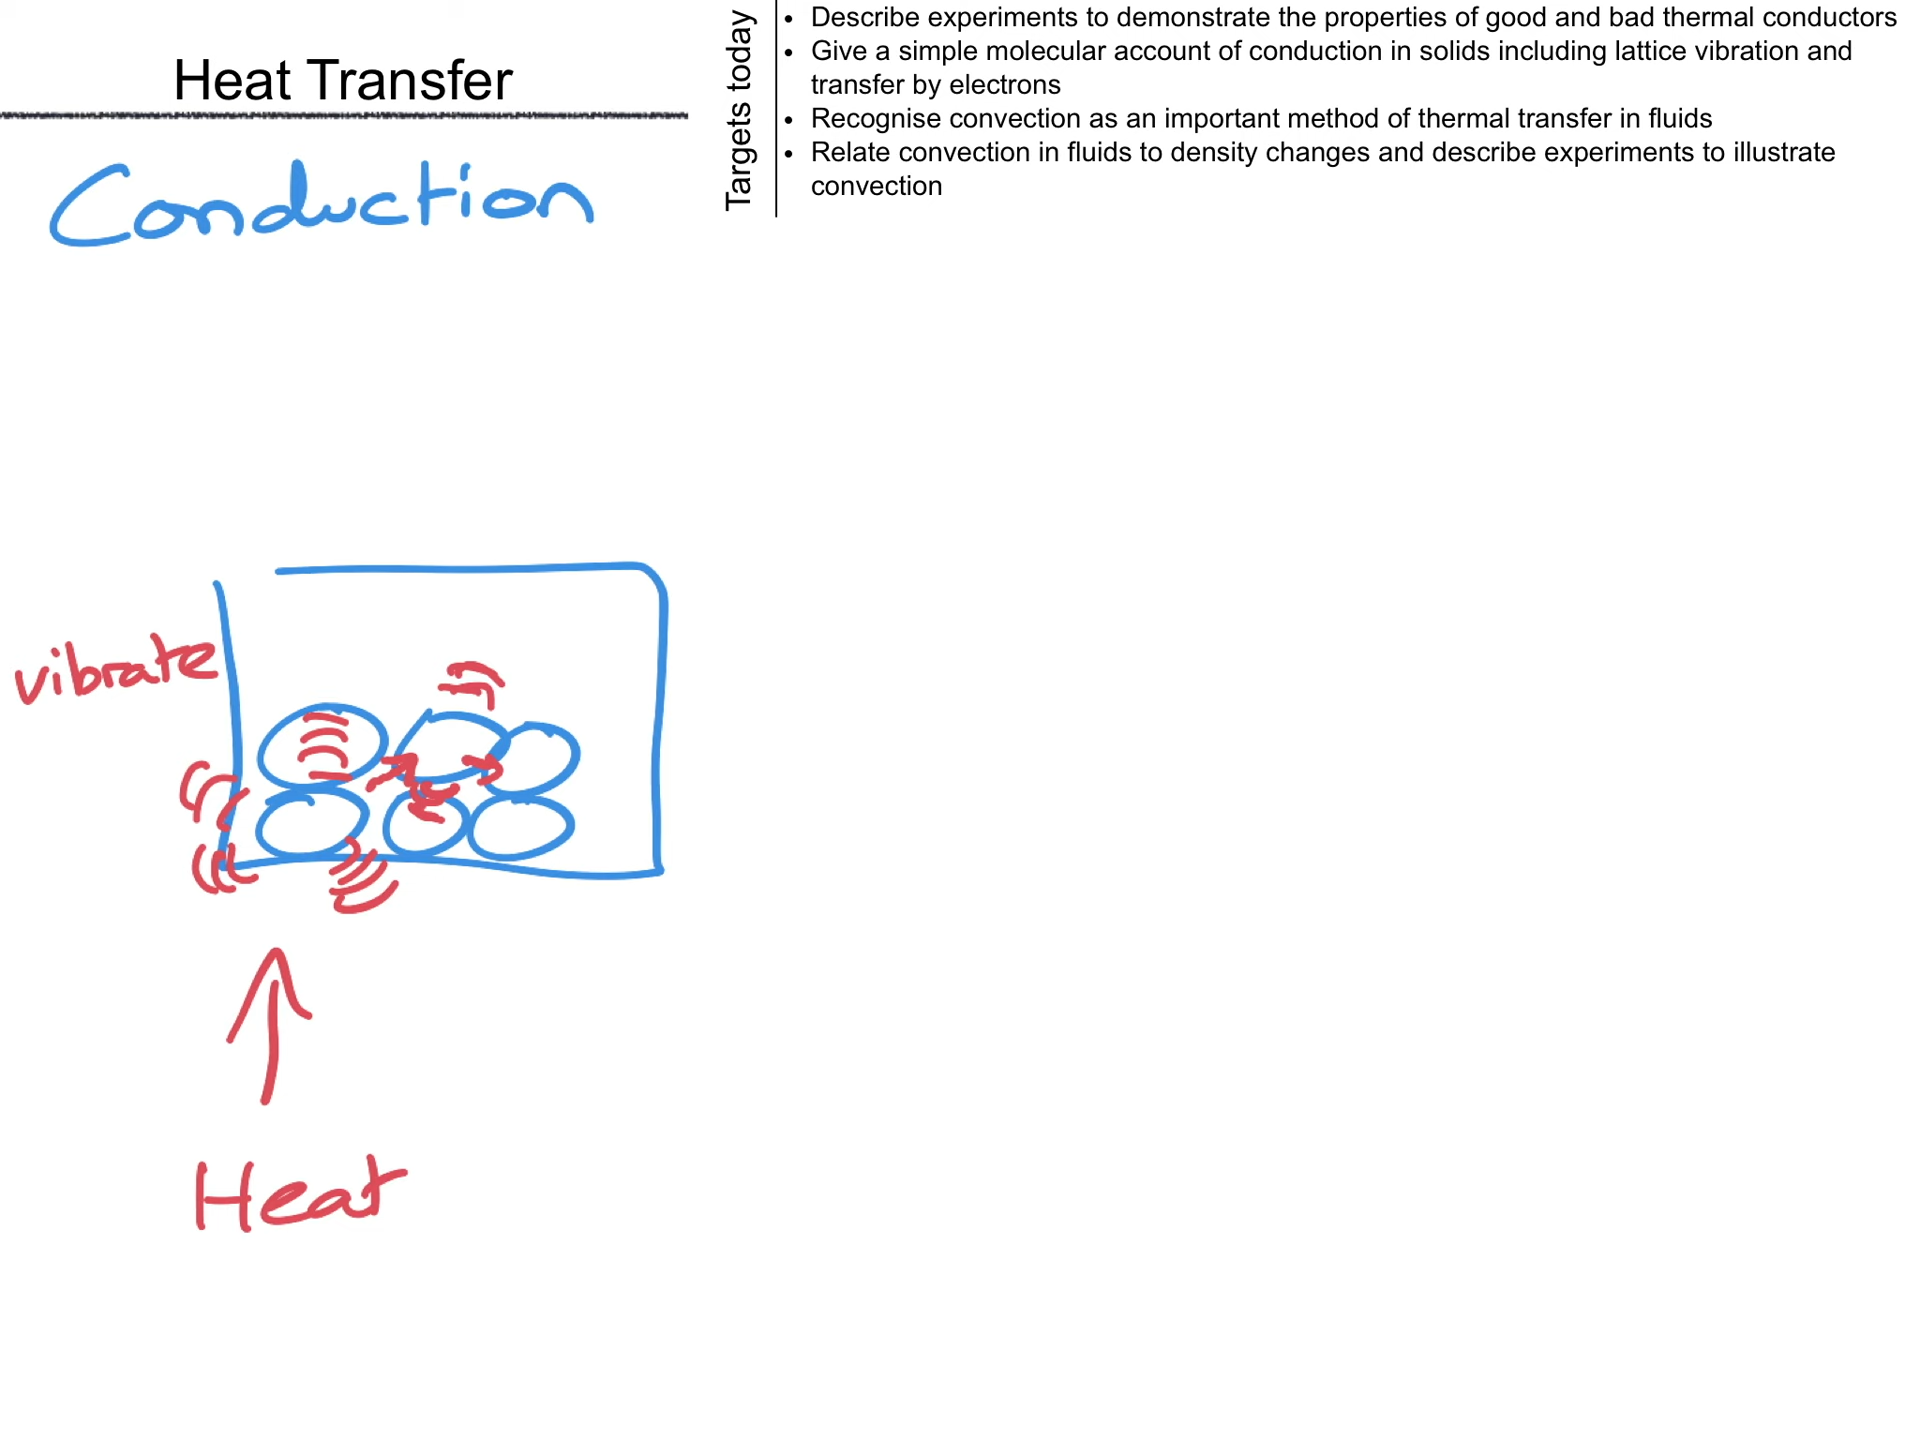 Heat Transfer
Conduction
Targets today
• Describe experiments to demonstrate the properties of good and bad thermal conductors
• Give a simple molecular account of conduction in solids including lattice vibration and
transfer by electrons
• Recognise convection as an important method of thermal transfer in fluids
• Relate convection in fluids to density changes and describe experiments to illustrate
convection
vibrate
Heat